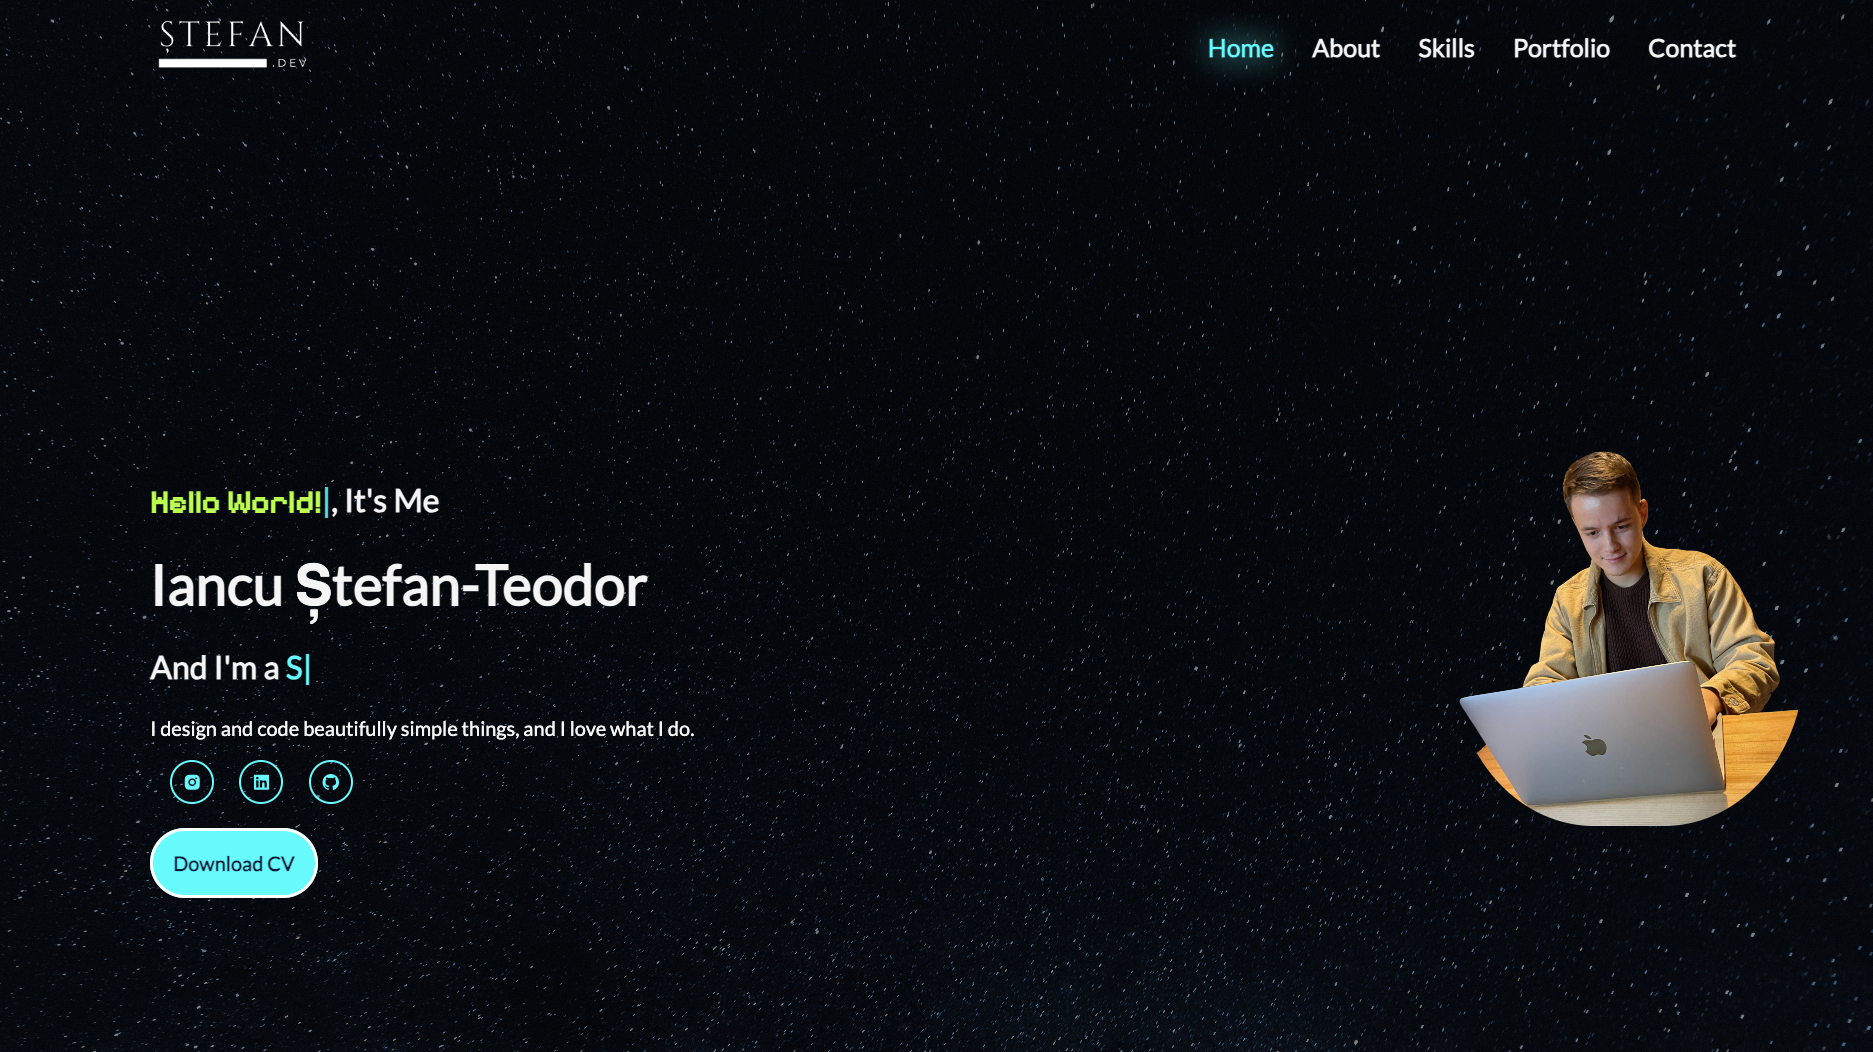 ȘTEFAN
.DEV
Home About Skills Portfolio Contact
Hello World!|, It's Me
Iancu Ștefan-Teodor
And I'm a S|
I design and code beautifully simple things, and I love what I do.
Download CV